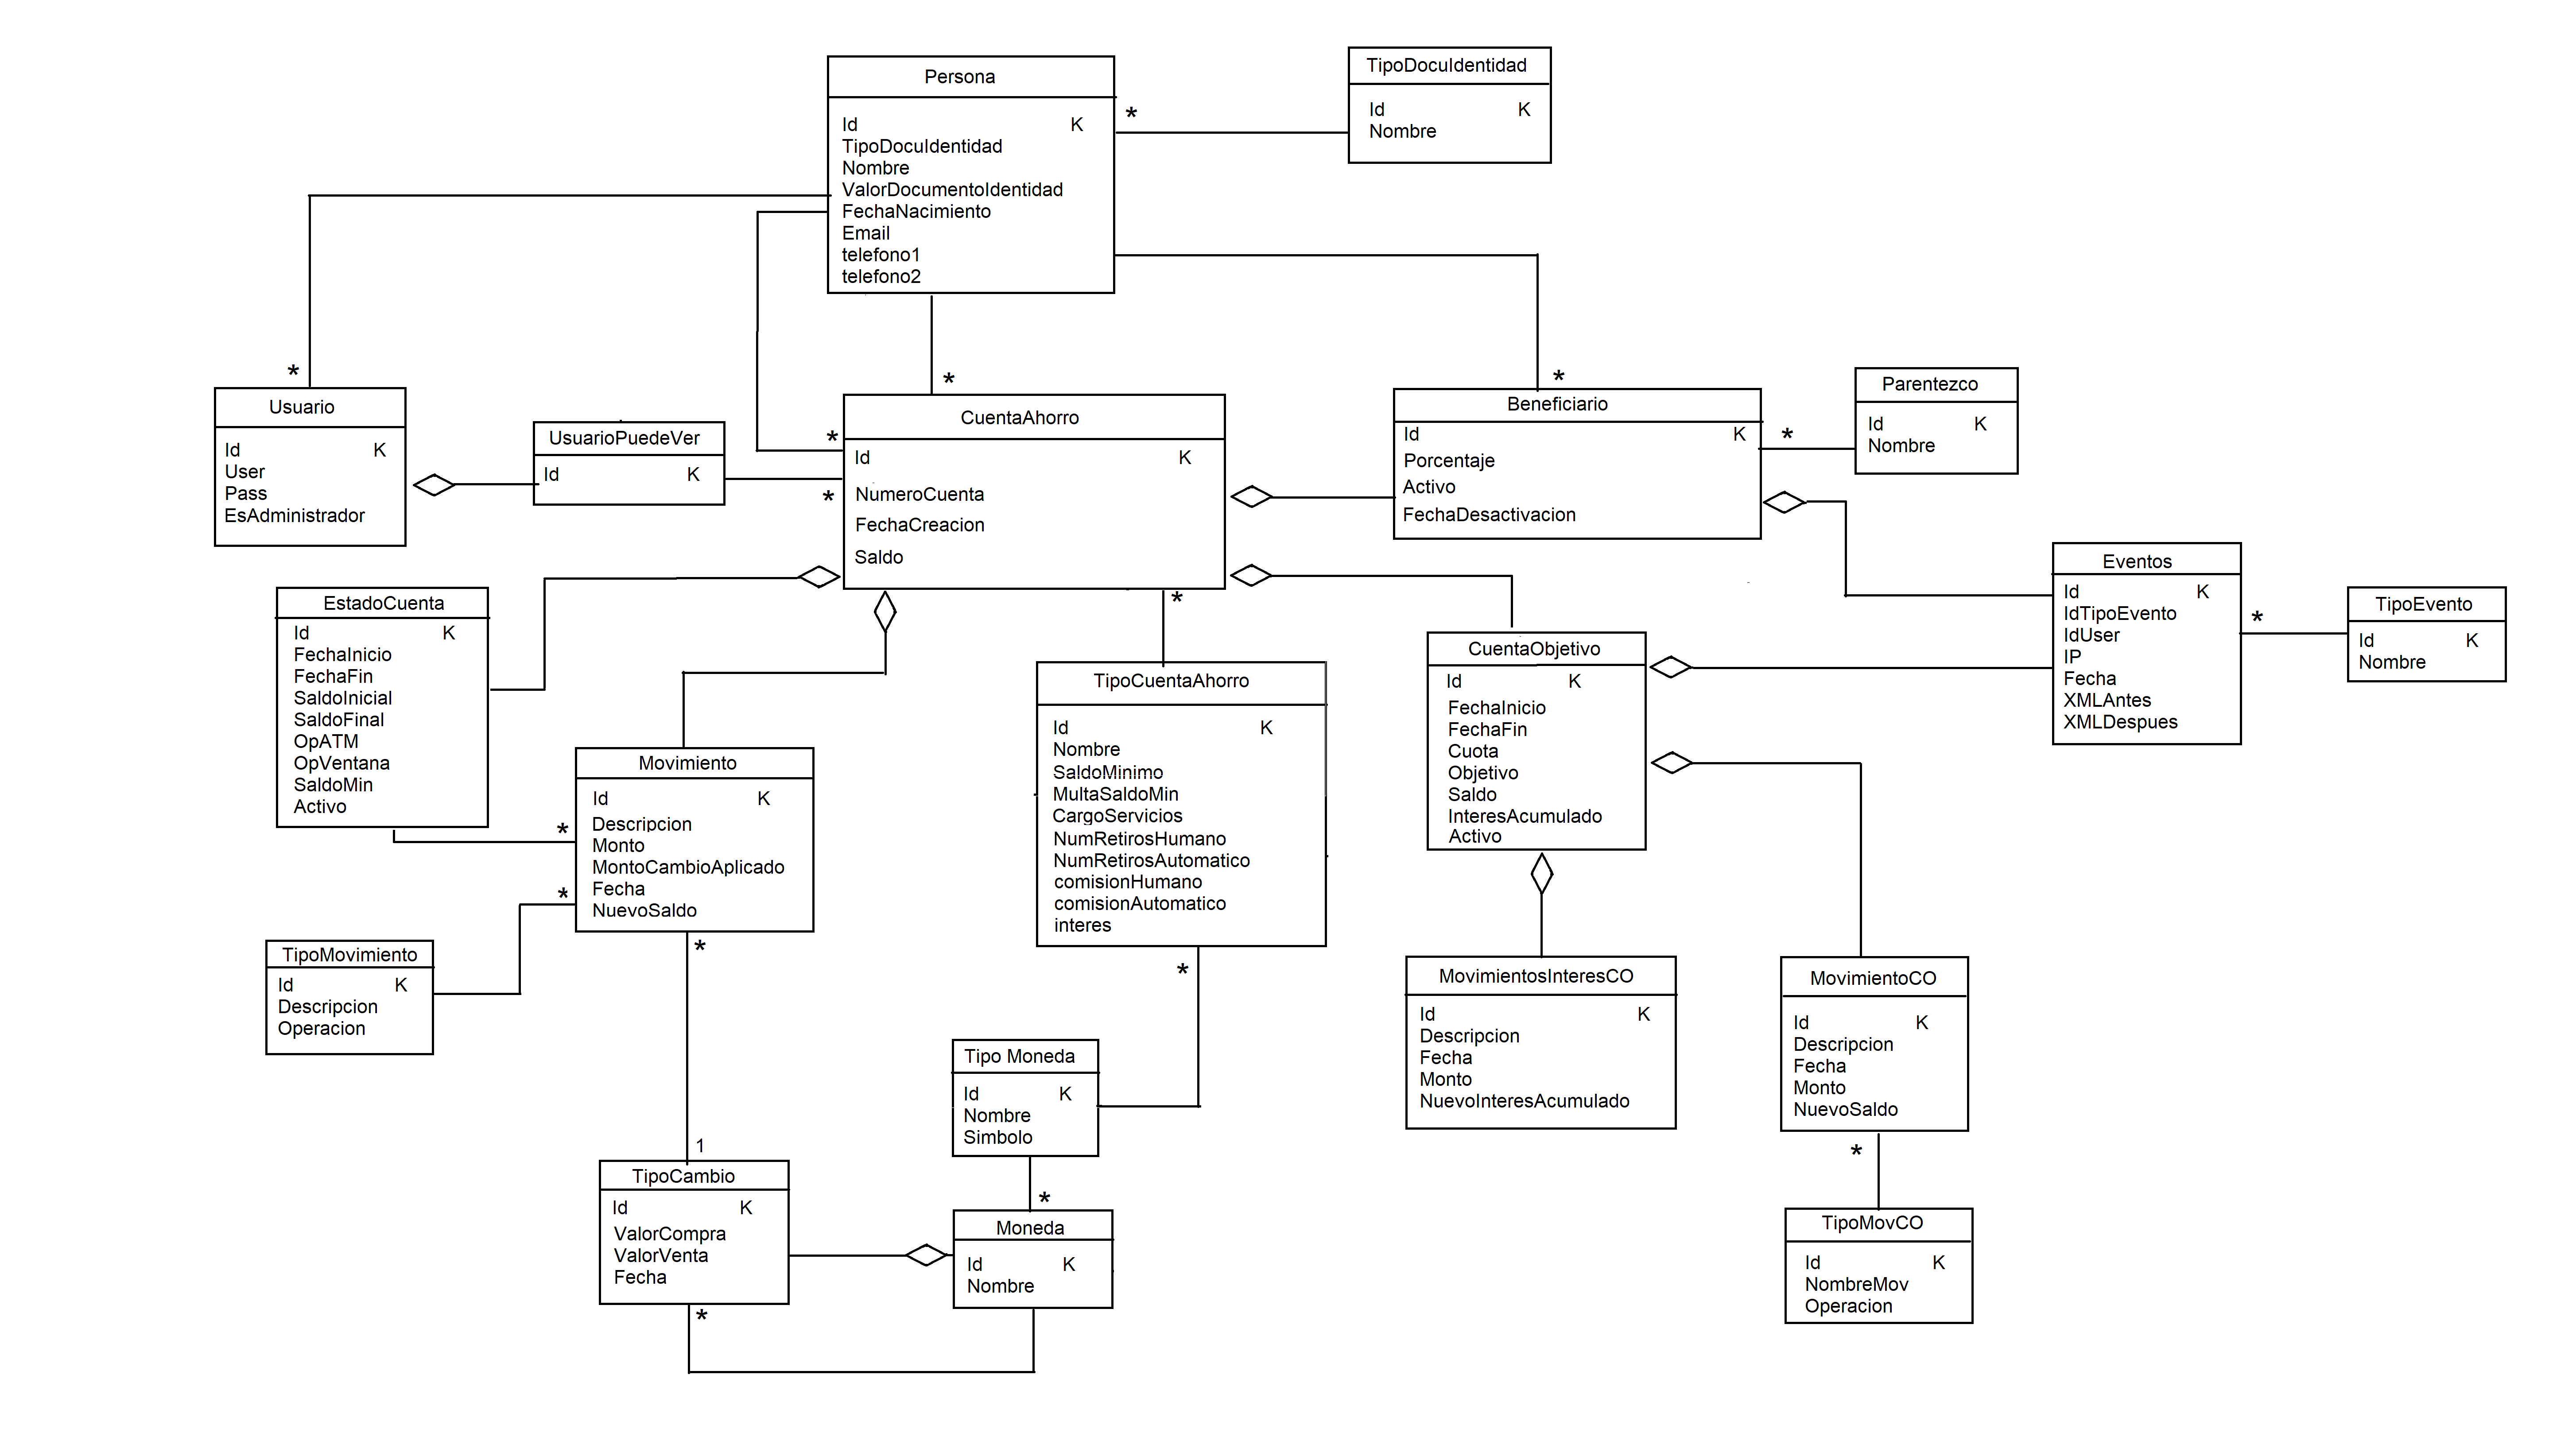 Persona
Id K
TipoDocuIdentidad
Nombre
ValorDocumentoIdentidad
FechaNacimiento
Email
telefono1
telefono2
*
TipoDocuIdentidad
Id K
Nombre
*
Usuario
Id K
User
Pass
EsAdministrador
UsuarioPuedeVer
Id K
*
*
*
CuentaAhorro
Id K
NumeroCuenta
FechaCreacion
Saldo
*
*
Beneficiario
Id K
Porcentaje
Activo
FechaDesactivacion
*
Parentezco
Id K
Nombre
Eventos
Id K
IdTipoEvento
IdUser
IP
Fecha
XMLAntes
XMLDespues
*
TipoEvento
Id K
Nombre
EstadoCuenta
Id K
FechaInicio
FechaFin
SaldoInicial
SaldoFinal
OpATM
OpVentana
SaldoMin
Activo
*
*
Movimiento
Id K
Descripcion
Monto
MontoCambioAplicado
Fecha
NuevoSaldo
*
TipoCuentaAhorro
Id K
Nombre
SaldoMinimo
MultaSaldoMin
CargoServicios
NumRetirosHumano
NumRetirosAutomatico
comisionHumano
comisionAutomatico
interes
*
CuentaObjetivo
Id K
FechaInicio
FechaFin
Cuota
Objetivo
Saldo
InteresAcumulado
Activo
TipoMovimiento
Id K
Descripcion
Operacion
MovimientosInteresCO
Id K
Descripcion
Fecha
Monto
NuevoInteresAcumulado
MovimientoCO
Id K
Descripcion
Fecha
Monto
NuevoSaldo
*
Tipo Moneda
Id K
Nombre
Simbolo
*
1
TipoCambio
Id K
ValorCompra
ValorVenta
Fecha
*
Moneda
Id K
Nombre
TipoMovCO
Id K
NombreMov
Operacion